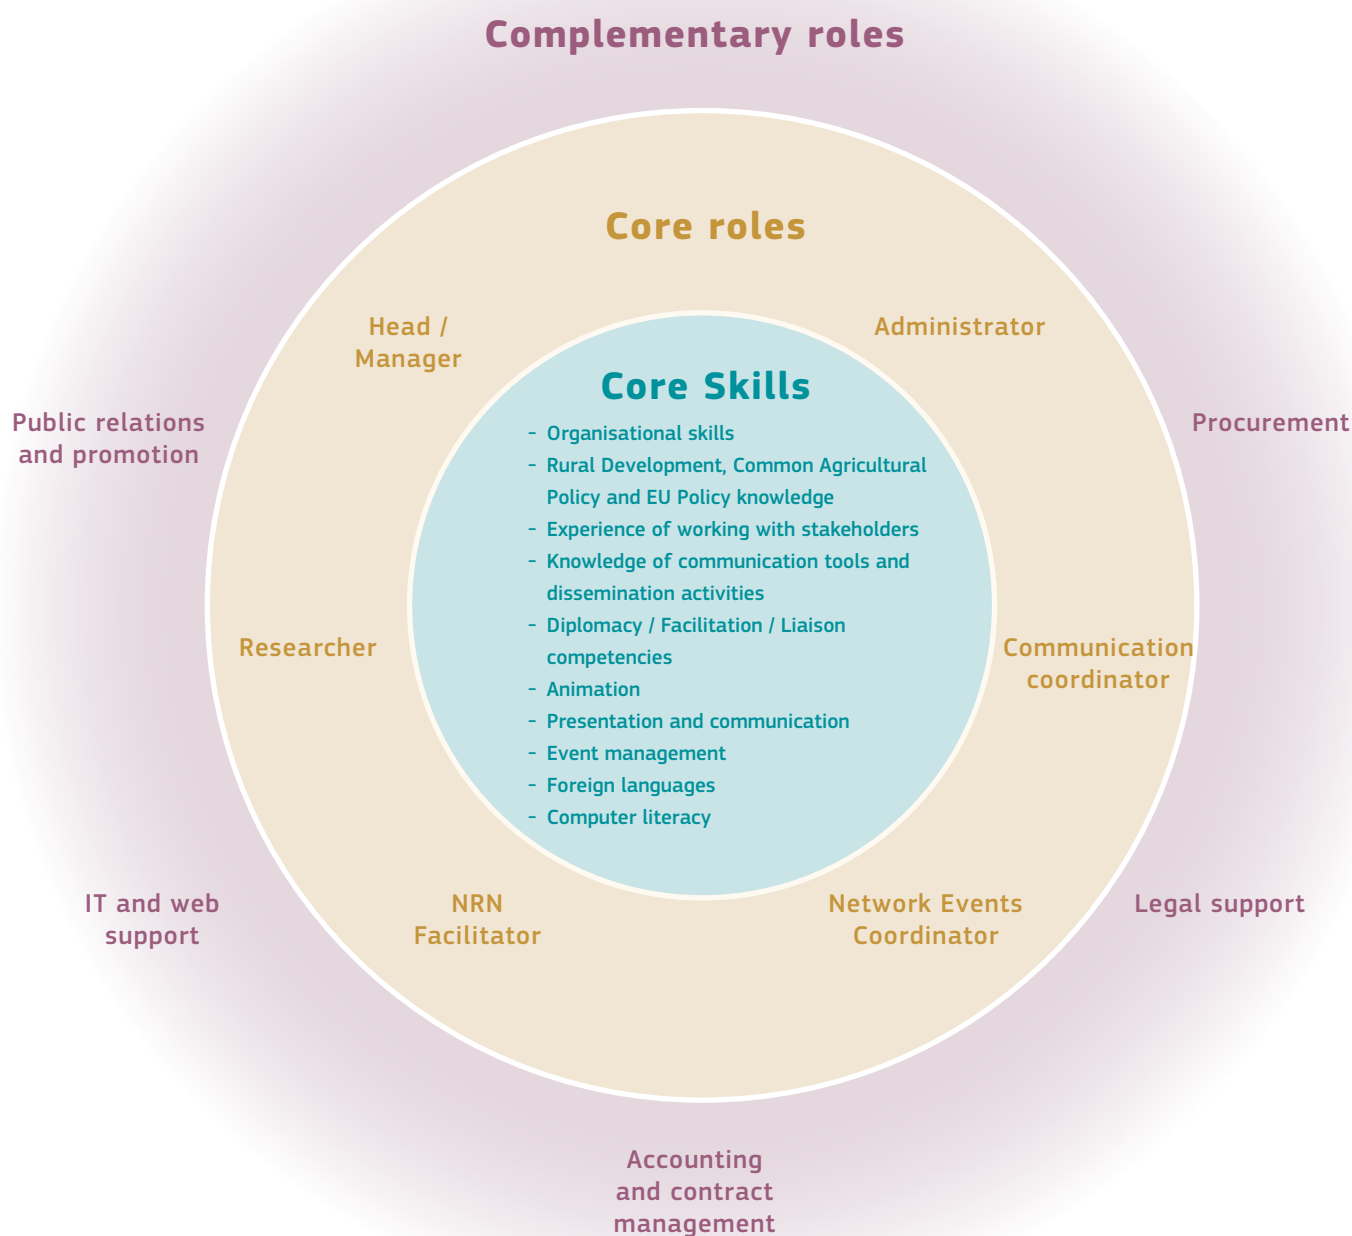 Complementary roles
Core roles
Head /
Manager
Administrator
Core Skills
Public relations
and promotion
Procurement
- Organisational skills
- Rural Development, Common Agricultural
Policy and EU Policy knowledge
- Experience of working with stakeholders
- Knowledge of communication tools and
dissemination activities
- Diplomacy / Facilitation / Liaison
competencies
- Animation
- Presentation and communication
- Event management
- Foreign languages
- Computer literacy
Researcher
Communication
coordinator
IT and web
support
NRN
Facilitator
Network Events
Coordinator
Legal support
Accounting
and contract
management